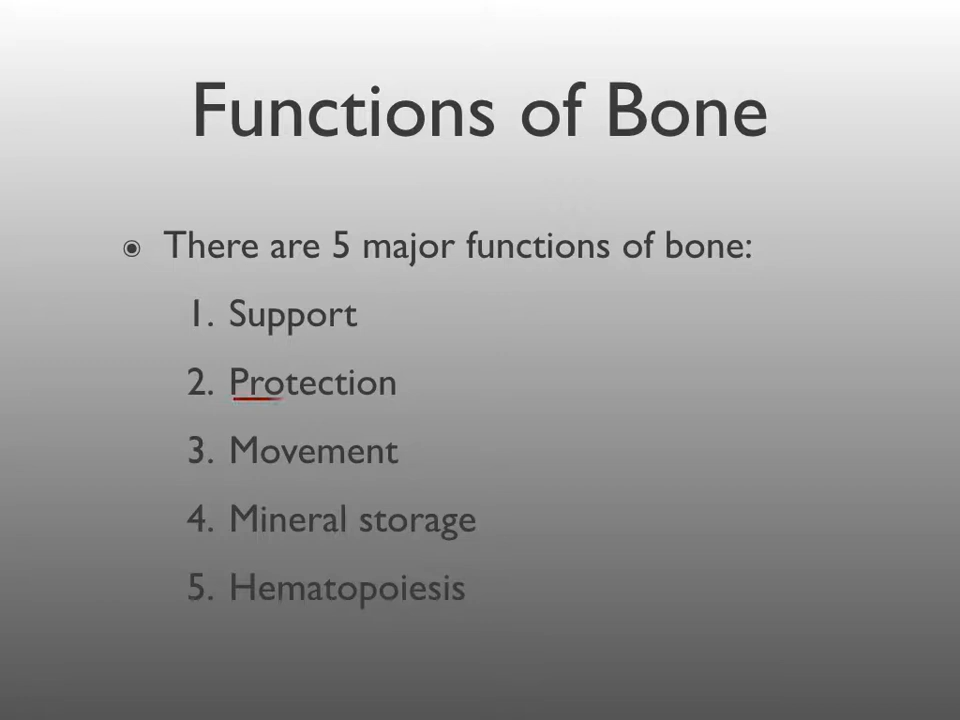 Functions of Bone
◉ There are 5 major functions of bone:
1. Support
2. Protection
3. Movement
4. Mineral storage
5. Hematopoiesis